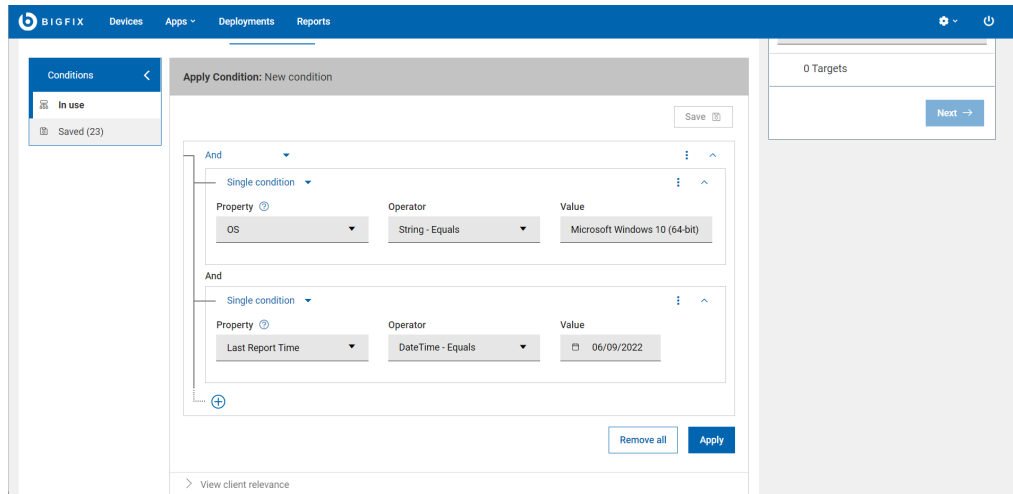 BIGFIX Devices Apps Deployments Reports
Conditions
In use
Saved (23)
Apply Condition: New condition
Save
And
Single condition
Property Operator Value
OS String - Equals Microsoft Windows 10 (64-bit)
And
Single condition
Property Operator Value
Last Report Time DateTime - Equals 06/09/2022
Remove all Apply
View client relevance
0 Targets
Next